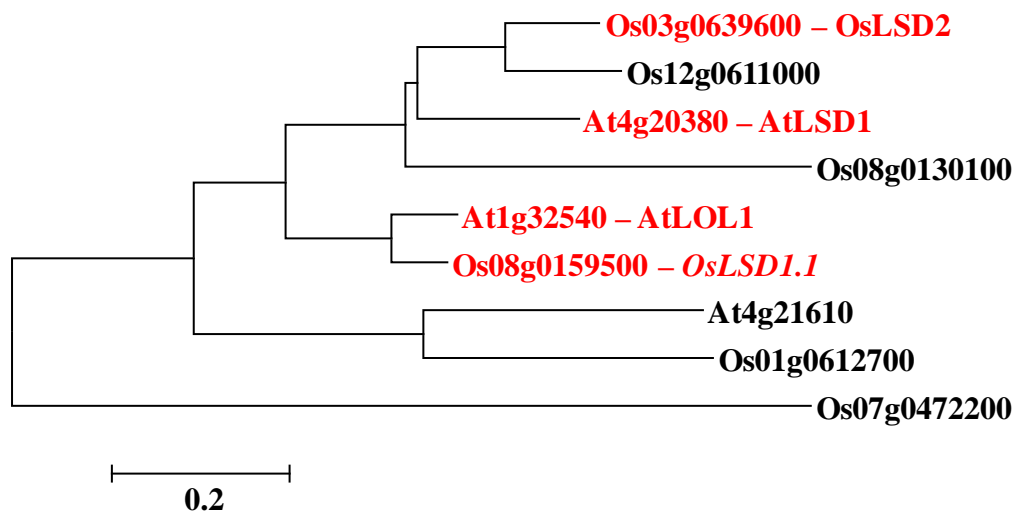 Os03g0639600 – OsLSD2
Os12g0611000
At4g20380 – AtLSD1
Os08g0130100
At1g32540 – AtLOL1
Os08g0159500 – OsLSD1.1
At4g21610
Os01g0612700
Os07g0472200
0.2